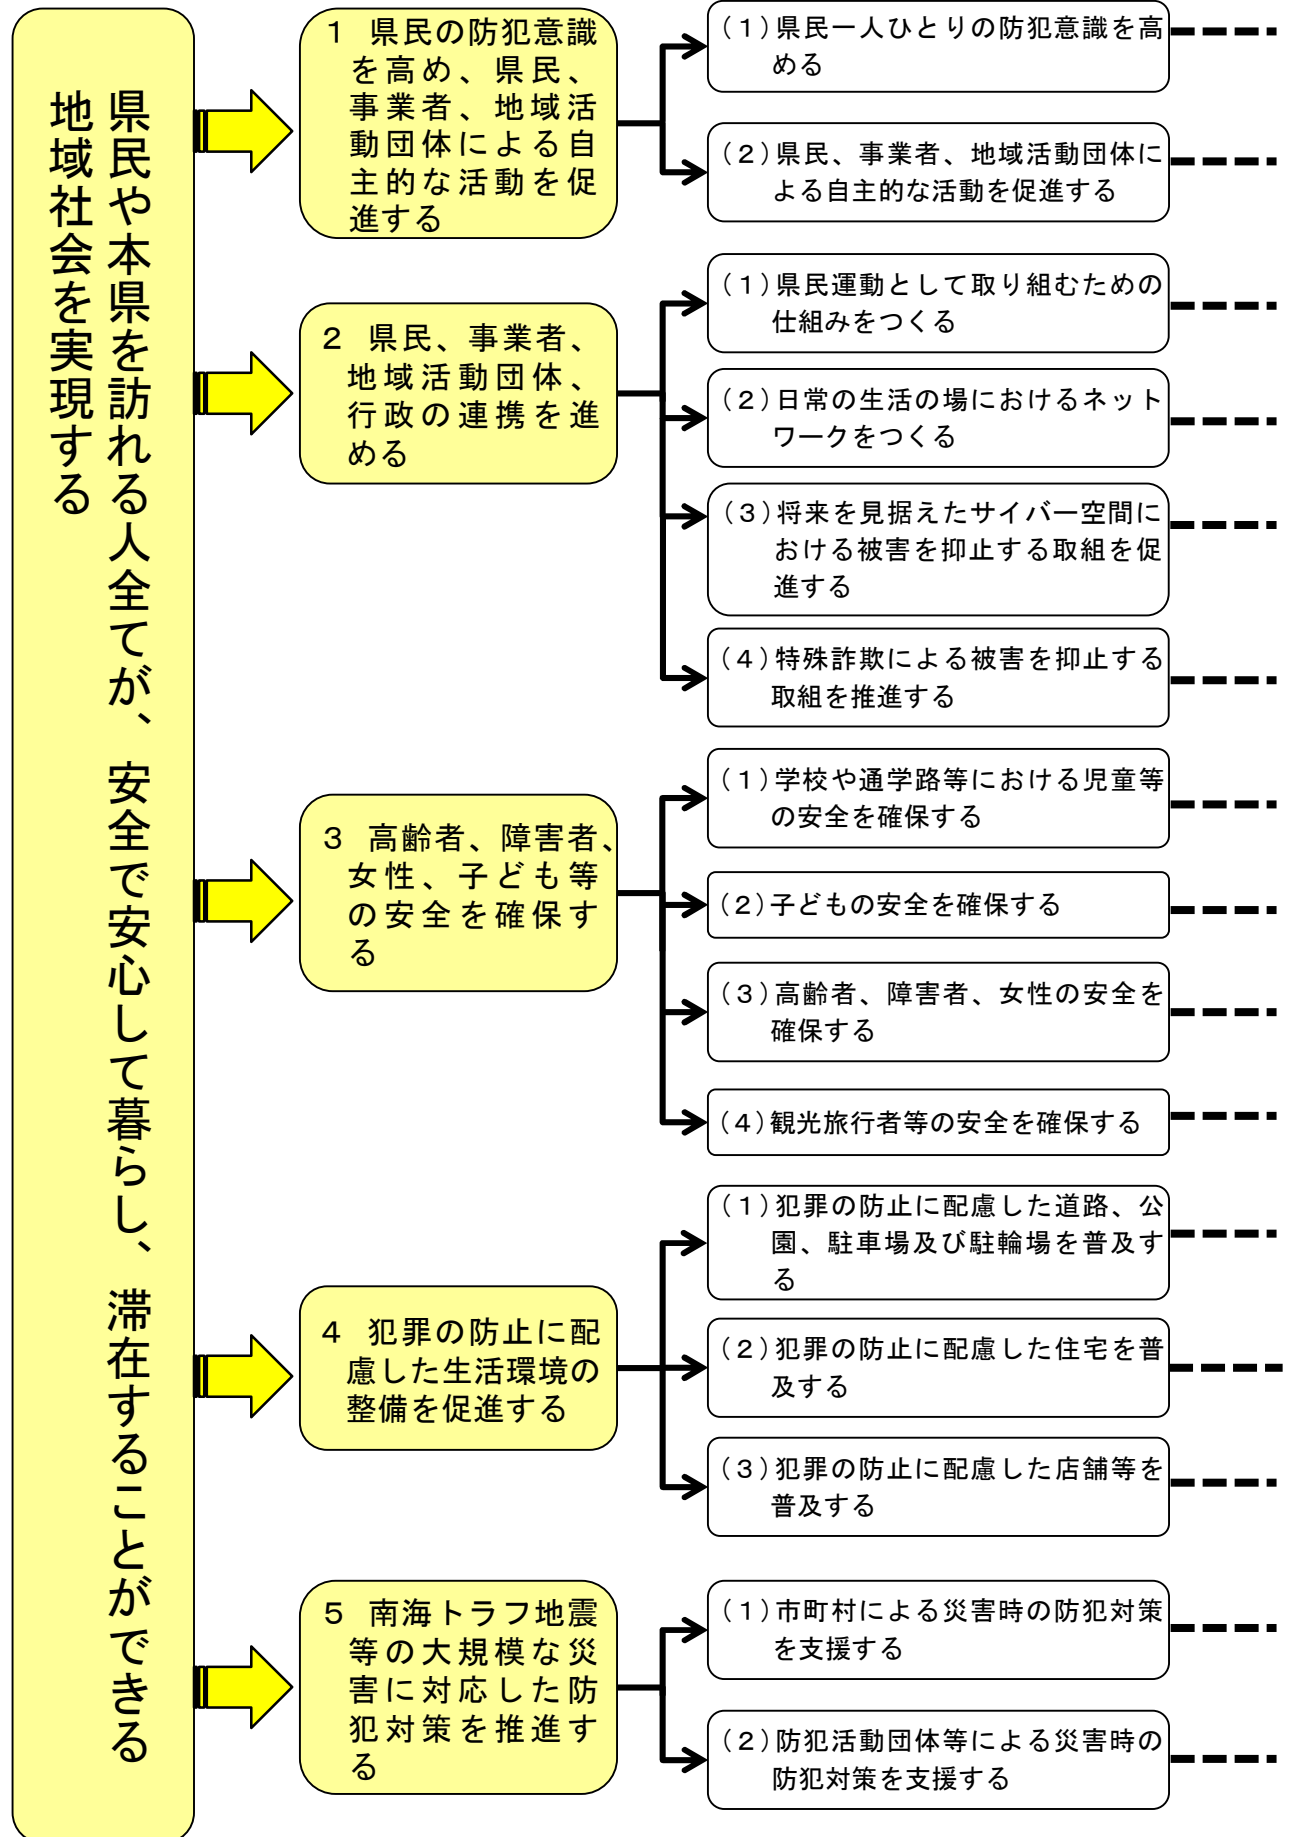 県民や本県を訪れる人全てが、安全で安心して暮らし、滞在することができる
地域社会を実現する
１　県民の防犯意識
を高め、県民、
事業者、地域活
動団体による自
主的な活動を促
進する
（１）県民一人ひとりの防犯意識を高
める
（２）県民、事業者、地域活動団体に
よる自主的な活動を促進する
２　県民、事業者、
地域活動団体、
行政の連携を進
める
（１）県民運動として取り組むための
仕組みをつくる
（２）日常の生活の場におけるネット
ワークをつくる
（３）将来を見据えたサイバー空間に
おける被害を抑止する取組を促
進する
（４）特殊詐欺による被害を抑止する
取組を推進する
３　高齢者、障害者、
女性、子ども等
の安全を確保す
る
（１）学校や通学路等における児童等
の安全を確保する
（２）子どもの安全を確保する
（３）高齢者、障害者、女性の安全を
確保する
（４）観光旅行者等の安全を確保する
４　犯罪の防止に配
慮した生活環境の
整備を促進する
（１）犯罪の防止に配慮した道路、公
園、駐車場及び駐輪場を普及す
る
（２）犯罪の防止に配慮した住宅を普
及する
（３）犯罪の防止に配慮した店舗等を
普及する
５　南海トラフ地震
等の大規模な災
害に対応した防
犯対策を推進す
る
（１）市町村による災害時の防犯対策
を支援する
（２）防犯活動団体等による災害時の
防犯対策を支援する